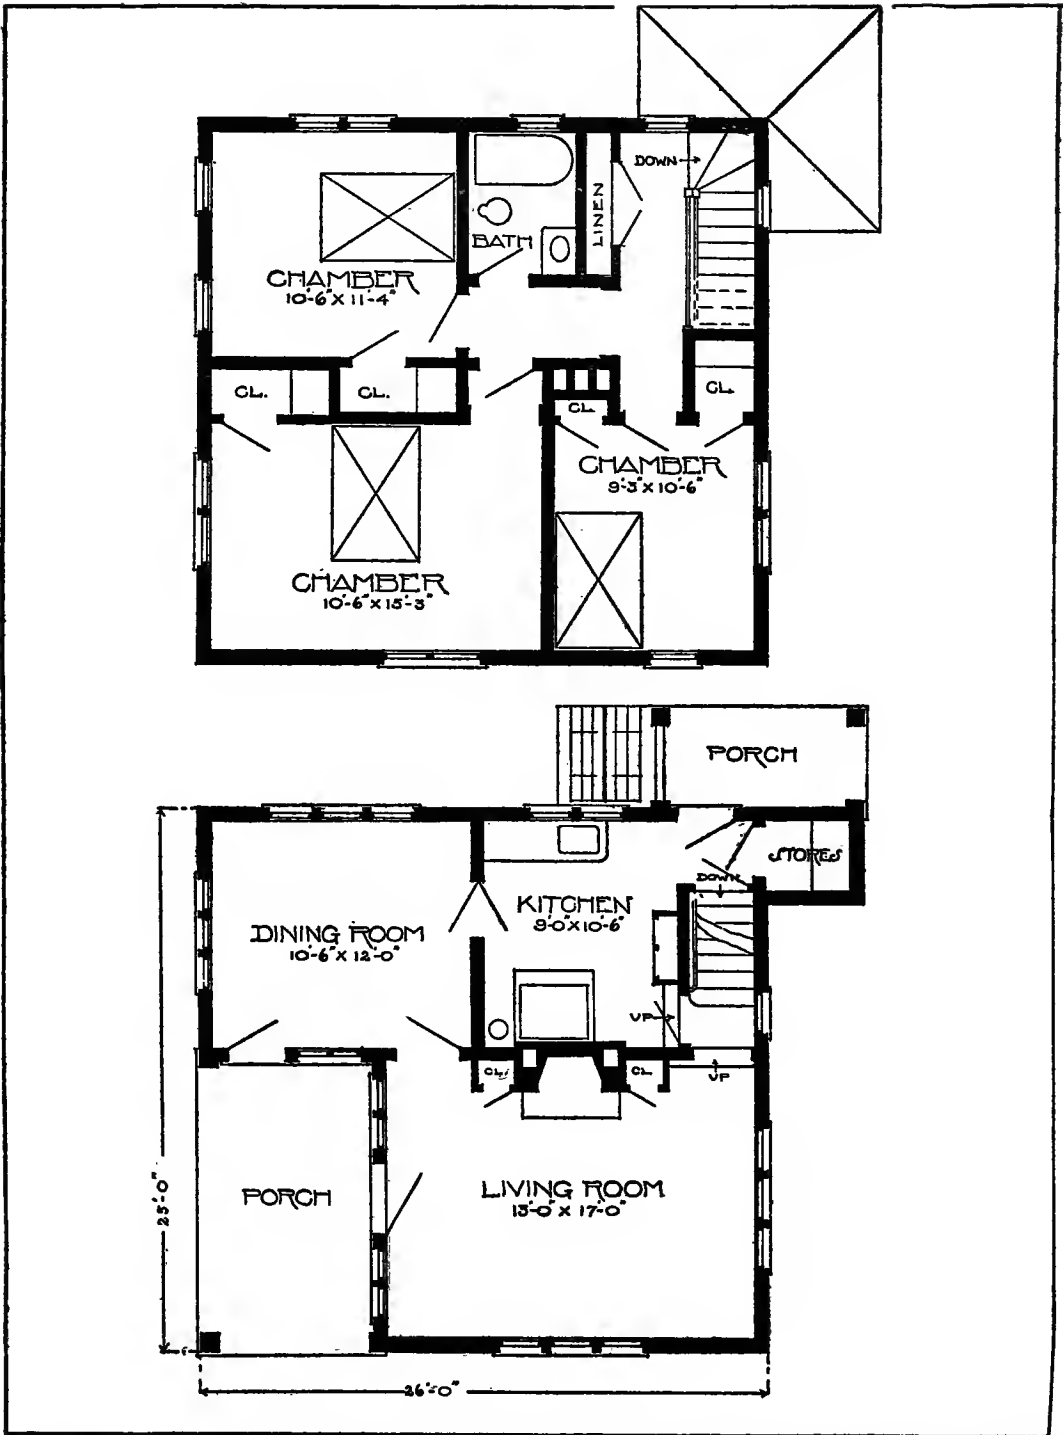 DOWN
LINEN
BATH
CHAMBER
10'-6" X 11'-4"
CL.
CL.
CL.
CL
CHAMBER
9'-3" X 10'-6"
CHAMBER
10'-6" X 15'-3"
PORCH
STORES
DOWN
KITCHEN
9'-0" X 10'-6"
DINING ROOM
10'-6" X 12'-0"
UP
CL.
CL
UP
LIVING ROOM
13'-0" X 17'-0"
PORCH
25'-0"
26'-0"